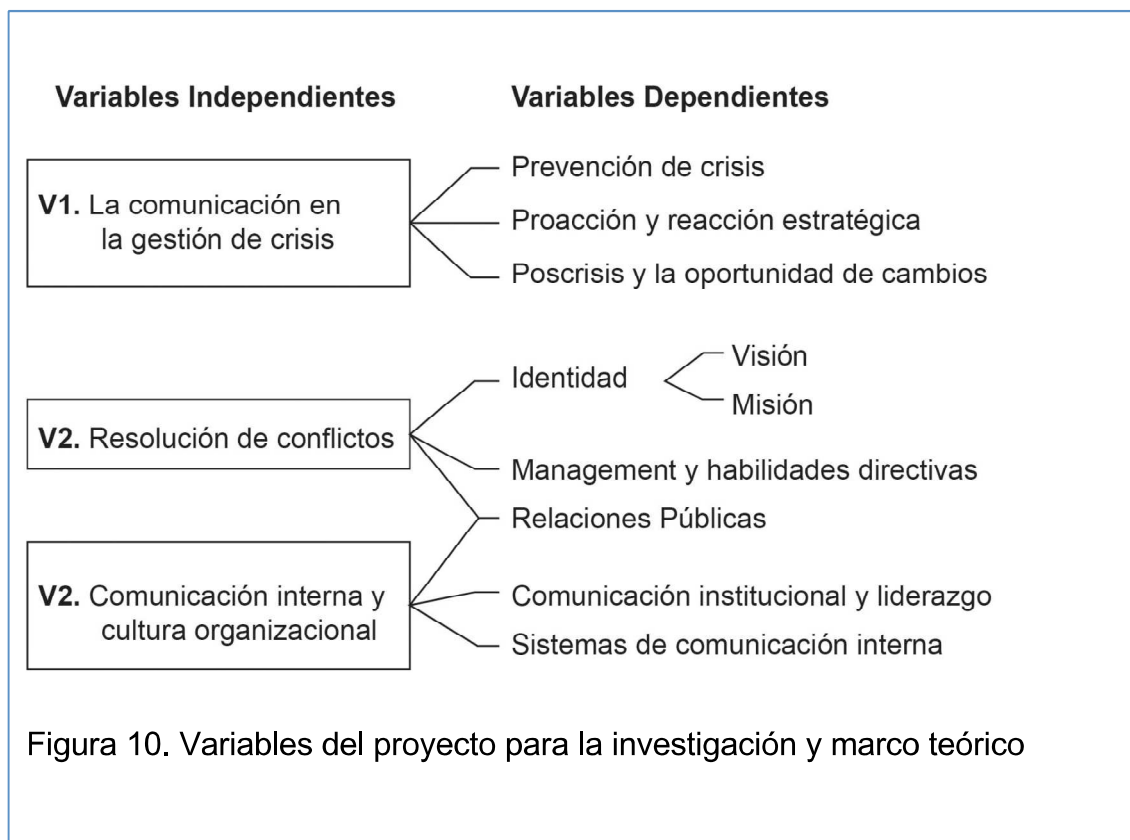 Variables Independientes
Variables Dependientes
V1. La comunicación en
la gestión de crisis
Prevención de crisis
Proacción y reacción estratégica
Poscrisis y la oportunidad de cambios
V2. Resolución de conflictos
Identidad
Visión
Misión
Management y habilidades directivas
Relaciones Públicas
V2. Comunicación interna y
cultura organizacional
Comunicación institucional y liderazgo
Sistemas de comunicación interna
Figura 10. Variables del proyecto para la investigación y marco teórico